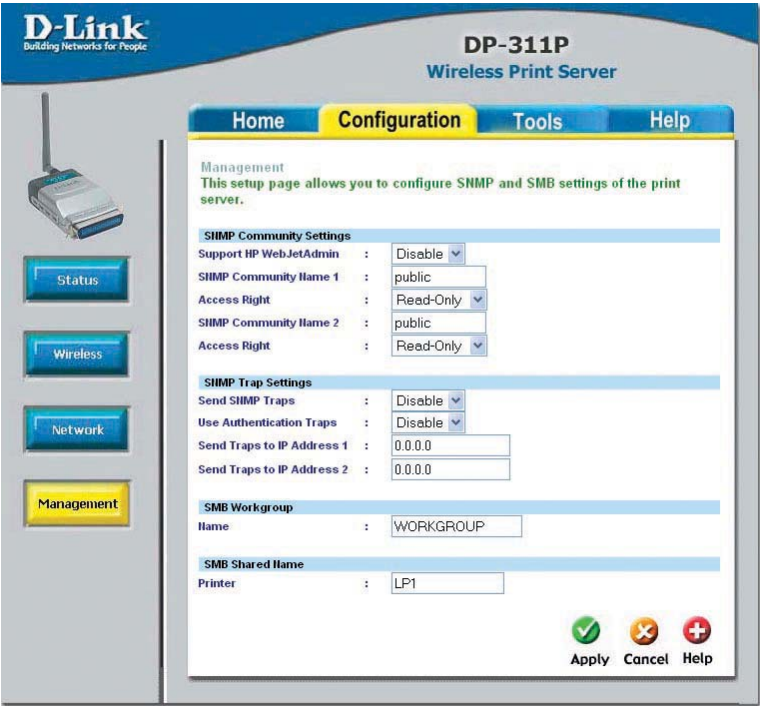 D-Link
Building Networks for People
DP-311P
Wireless Print Server
Home
Configuration
Tools
Help
Management
This setup page allows you to configure SNMP and SMB settings of the print
server.
SNMP Community Settings
Support HP WebJetAdmin : Disable
SNMP Community Name 1 : public
Access Right : Read-Only
SNMP Community Name 2 : public
Access Right : Read-Only
SNMP Trap Settings
Send SNMP Traps : Disable
Use Authentication Traps : Disable
Send Traps to IP Address 1 : 0.0.0.0
Send Traps to IP Address 2 : 0.0.0.0
SMB Workgroup
Name : WORKGROUP
SMB Shared Name
Printer : LP1
Apply Cancel Help
Status
Wireless
Network
Management